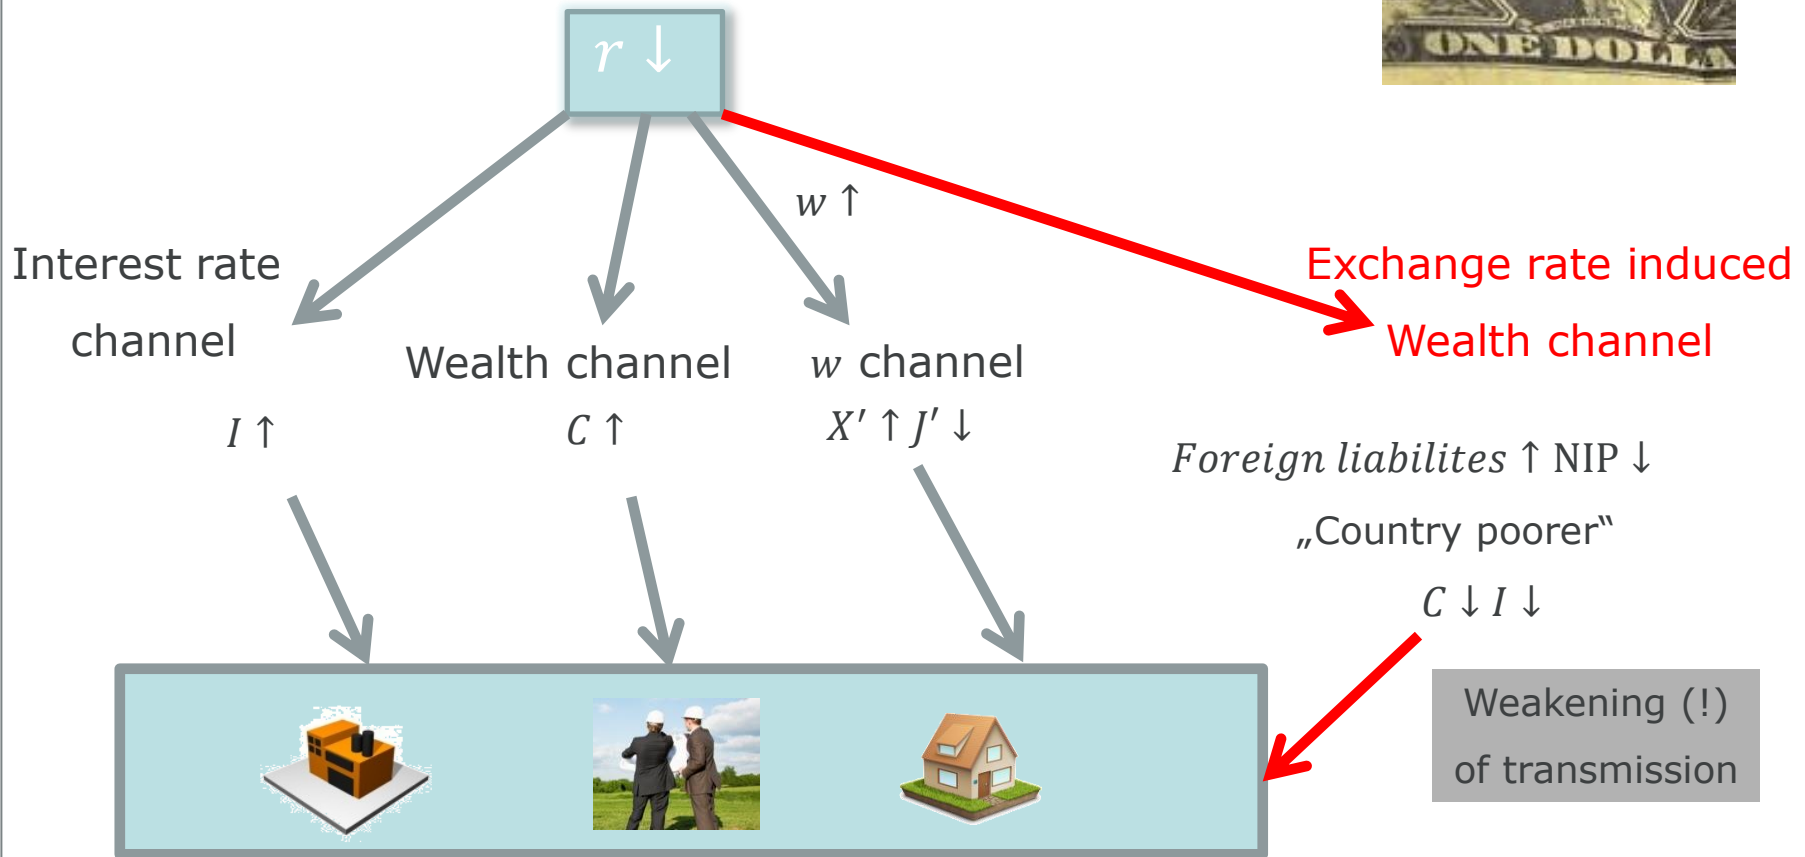 r ↓
ONE DOLLA
w ↑
Interest rate
channel
Exchange rate induced
Wealth channel
Wealth channel
w channel
I ↑
C ↑
X′ ↑ J′ ↓
Foreign liabilites ↑ NIP ↓
„Country poorer“
C ↓ I ↓
Weakening (!)
of transmission